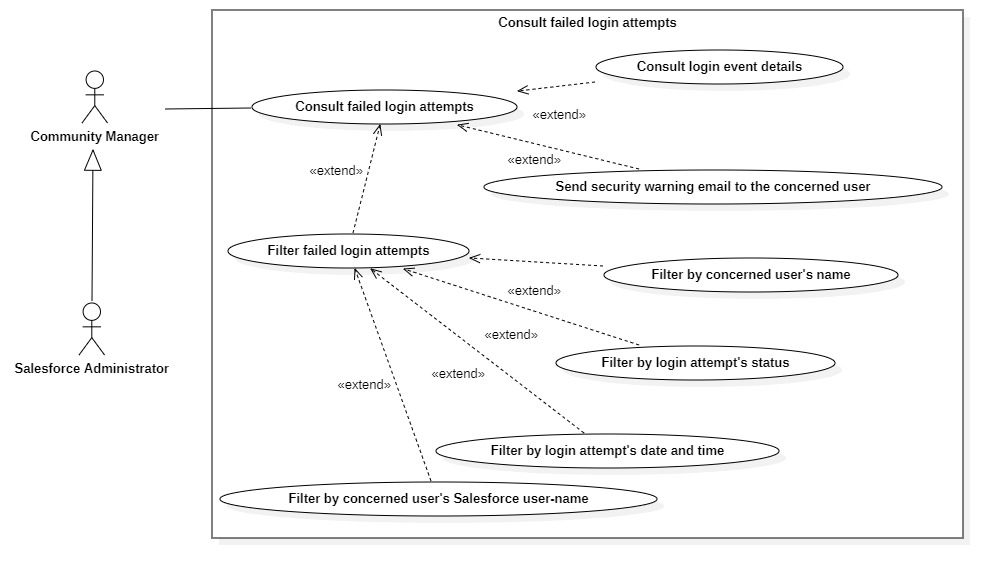 Consult failed login attempts
Consult login event details
Consult failed login attempts
«extend»
Community Manager
«extend»
«extend»
Send security warning email to the concerned user
Filter failed login attempts
Filter by concerned user's name
«extend»
«extend»
Filter by login attempt's status
Salesforce Administrator
«extend»
«extend»
Filter by login attempt's date and time
Filter by concerned user's Salesforce user-name